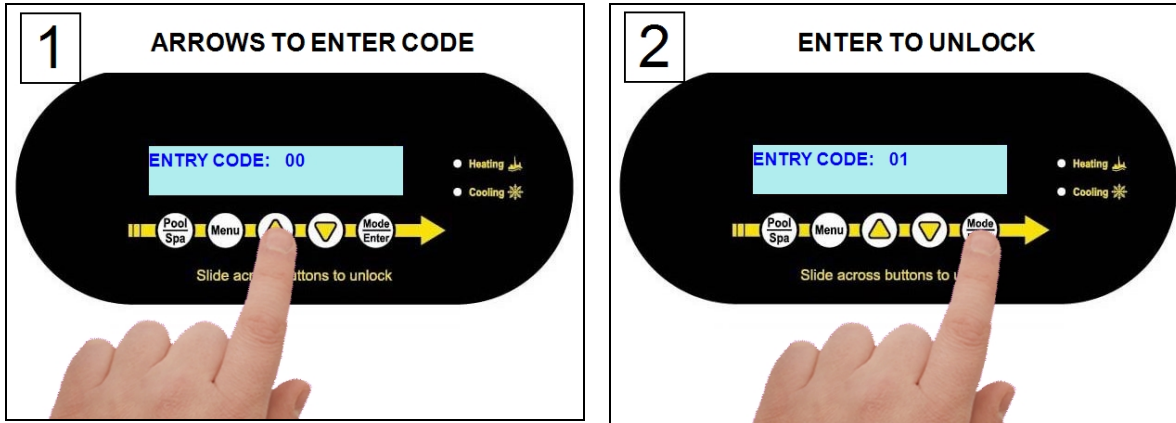 1
ARROWS TO ENTER CODE
ENTRY CODE: 00
Heating
Cooling
Pool
Spa
Menu
Mode
Enter
Slide across buttons to unlock
2
ENTER TO UNLOCK
ENTRY CODE: 01
Heating
Cooling
Pool
Spa
Menu
Mode
Slide across buttons to